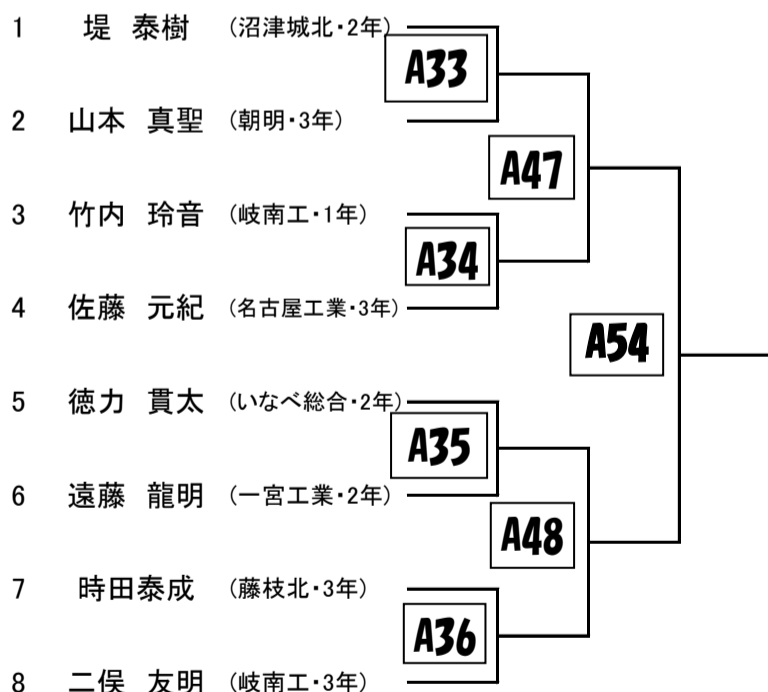 1 堤 泰樹 (沼津城北・2年)
A33
2 山本 真聖 (朝明・3年)
A47
3 竹内 玲音 (岐南工・1年)
A34
4 佐藤 元紀 (名古屋工業・3年)
A54
5 徳力 貫太 (いなべ総合・2年)
A35
6 遠藤 龍明 (一宮工業・2年)
A48
7 時田泰成 (藤枝北・3年)
A36
8 二俣 友明 (岐南工・3年)